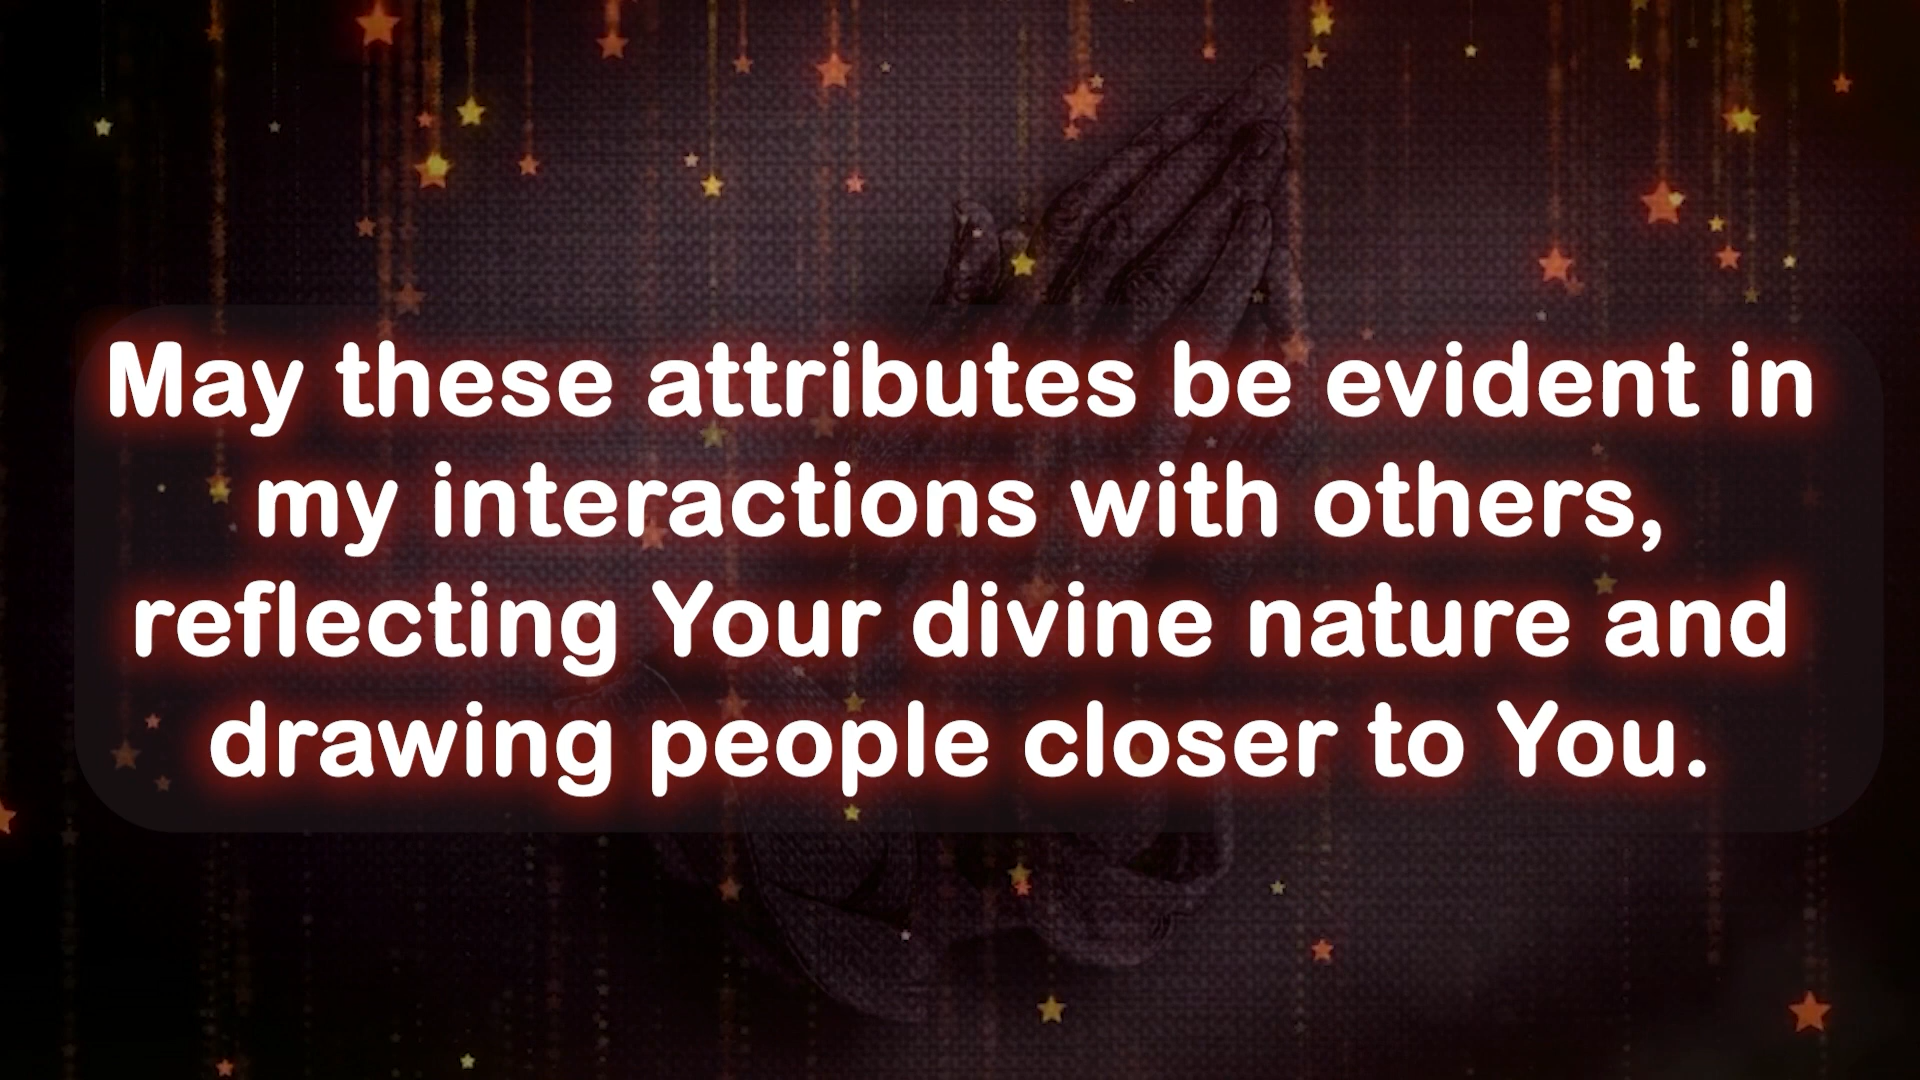 May these attributes be evident in
my interactions with others,
reflecting Your divine nature and
drawing people closer to You.